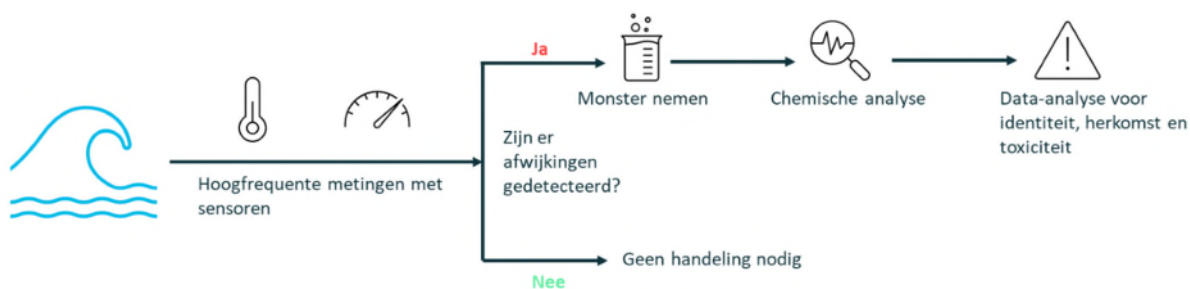 Ja
Monster nemen
Chemische analyse
Data-analyse voor
identiteit, herkomst en
toxiciteit
Zijn er
afwijkingen
gedetecteerd?
Hoogfrequente metingen met
sensoren
Geen handeling nodig
Nee